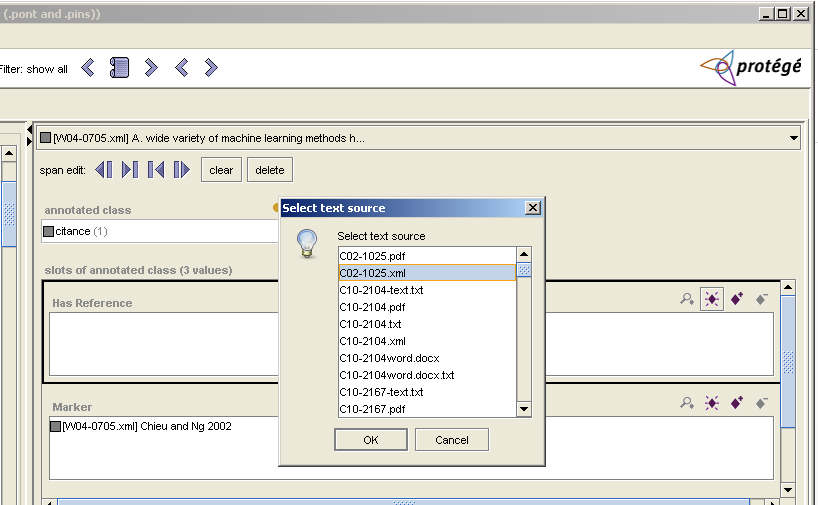 (.pont and .pins))
Filter: show all
protégé
[W04-0705.xml] A. wide variety of machine learning methods h...
span edit:
clear
delete
annotated class
citance (1)
slots of annotated class (3 values)
Has Reference
Marker
[W04-0705.xml] Chieu and Ng 2002
Select text source
Select text source
C02-1025.pdf
C02-1025.xml
C10-2104-text.txt
C10-2104.pdf
C10-2104.txt
C10-2104.xml
C10-2104word.docx
C10-2104word.docx.txt
C10-2167-text.txt
C10-2167.pdf
OK
Cancel